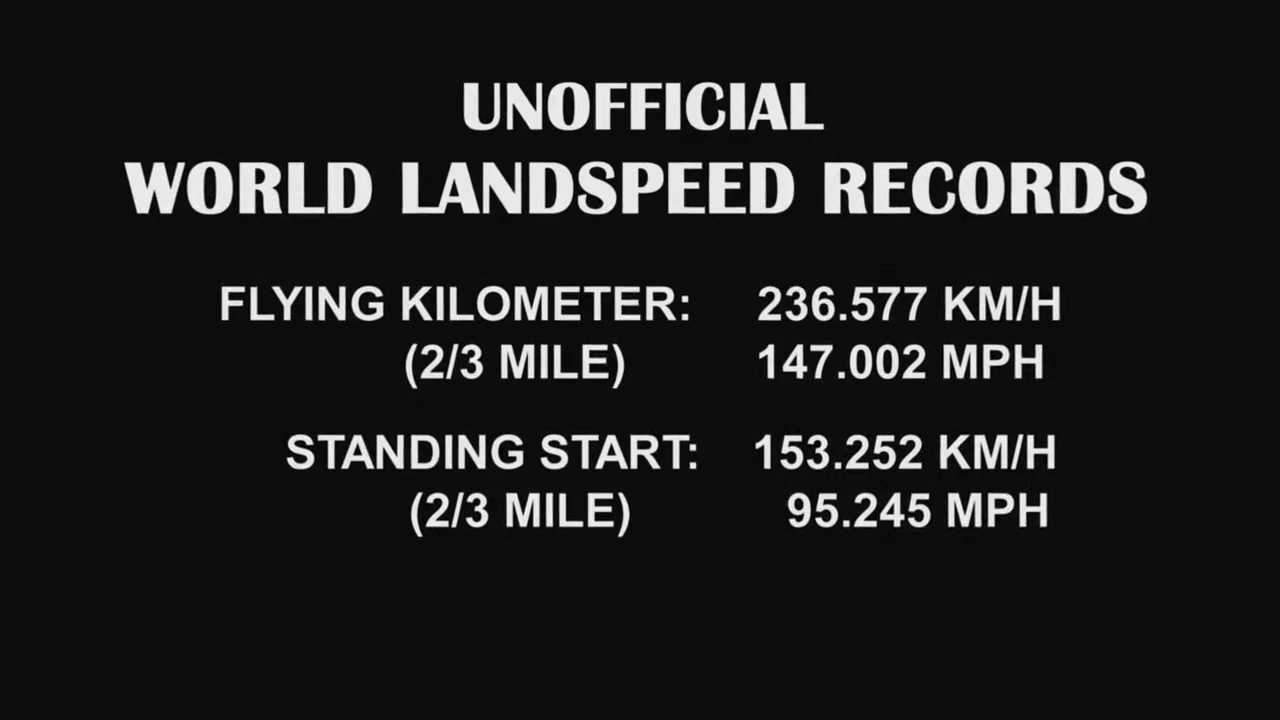 UNOFFICIAL
WORLD LANDSPEED RECORDS
FLYING KILOMETER: 236.577 KM/H
(2/3 MILE) 147.002 MPH
STANDING START: 153.252 KM/H
(2/3 MILE) 95.245 MPH